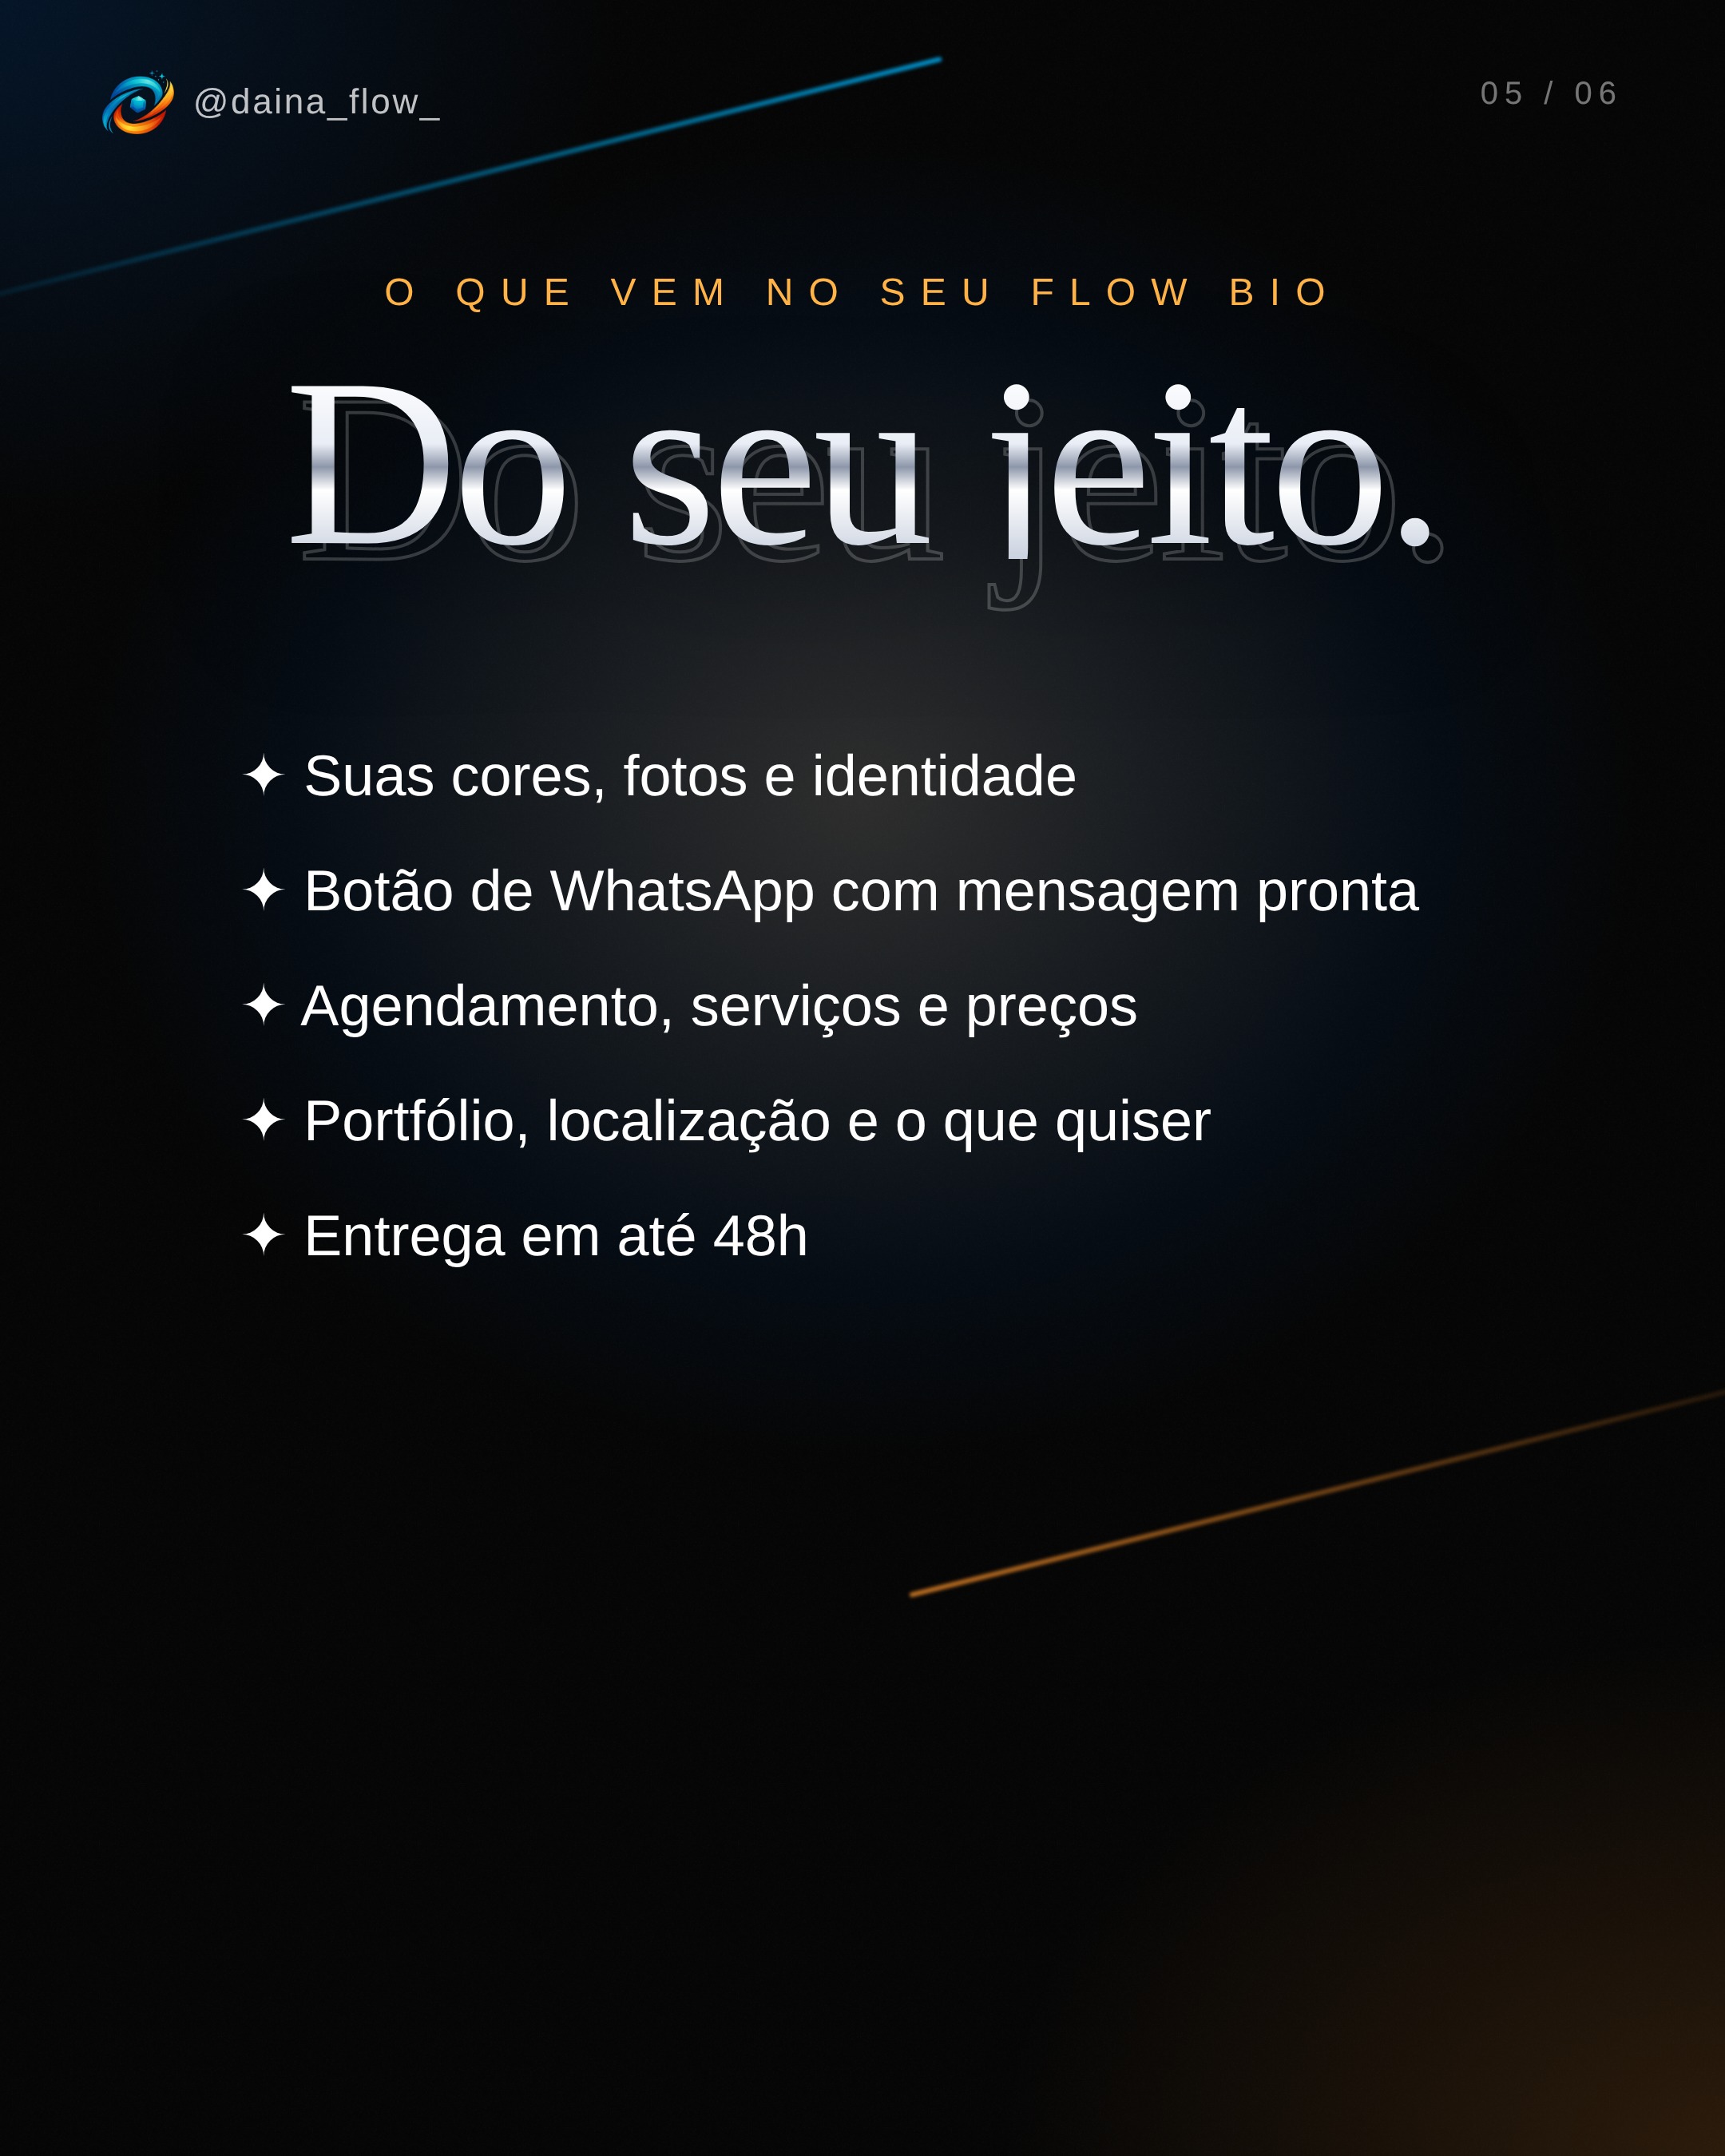 @daina_flow_
05 / 06
O QUE VEM NO SEU FLOW BIO
Do seu jeito.
✦ Suas cores, fotos e identidade
✦ Botão de WhatsApp com mensagem pronta
✦ Agendamento, serviços e preços
✦ Portfólio, localização e o que quiser
✦ Entrega em até 48h